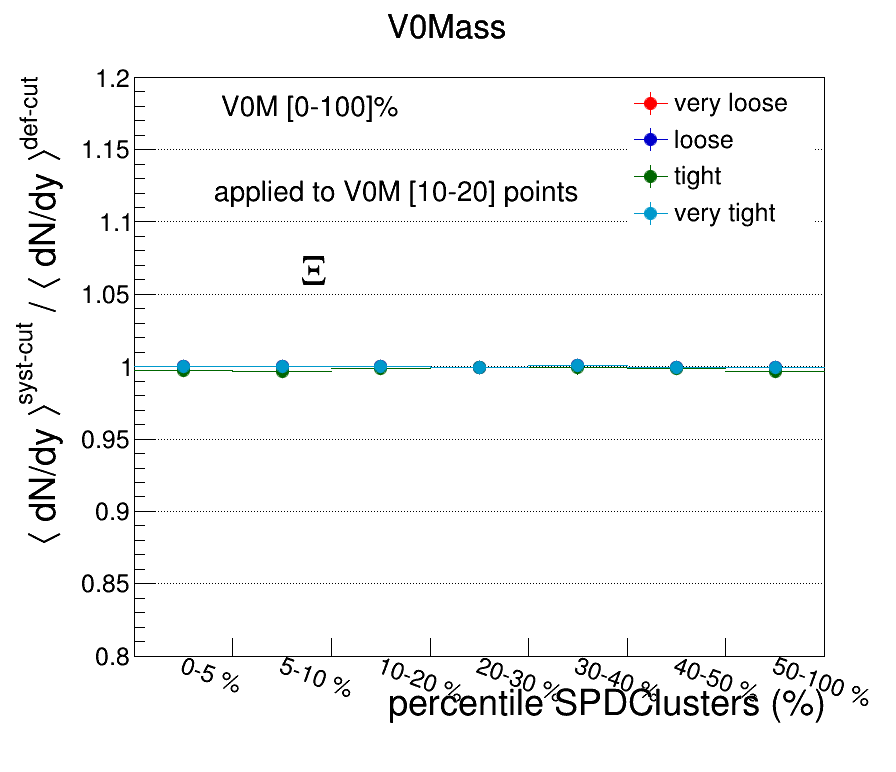 V0Mass
⟨ dN/dy ⟩^syst-cut / ⟨ dN/dy ⟩^def-cut
1.2
1.15
1.1
1.05
1
0.95
0.9
0.85
0.8
V0M [0-100]%
applied to V0M [10-20] points
Ξ
very loose
loose
tight
very tight
0-5 %
5-10 %
10-20 %
20-30 %
30-40 %
40-50 %
50-100 %
percentile SPDClusters (%)